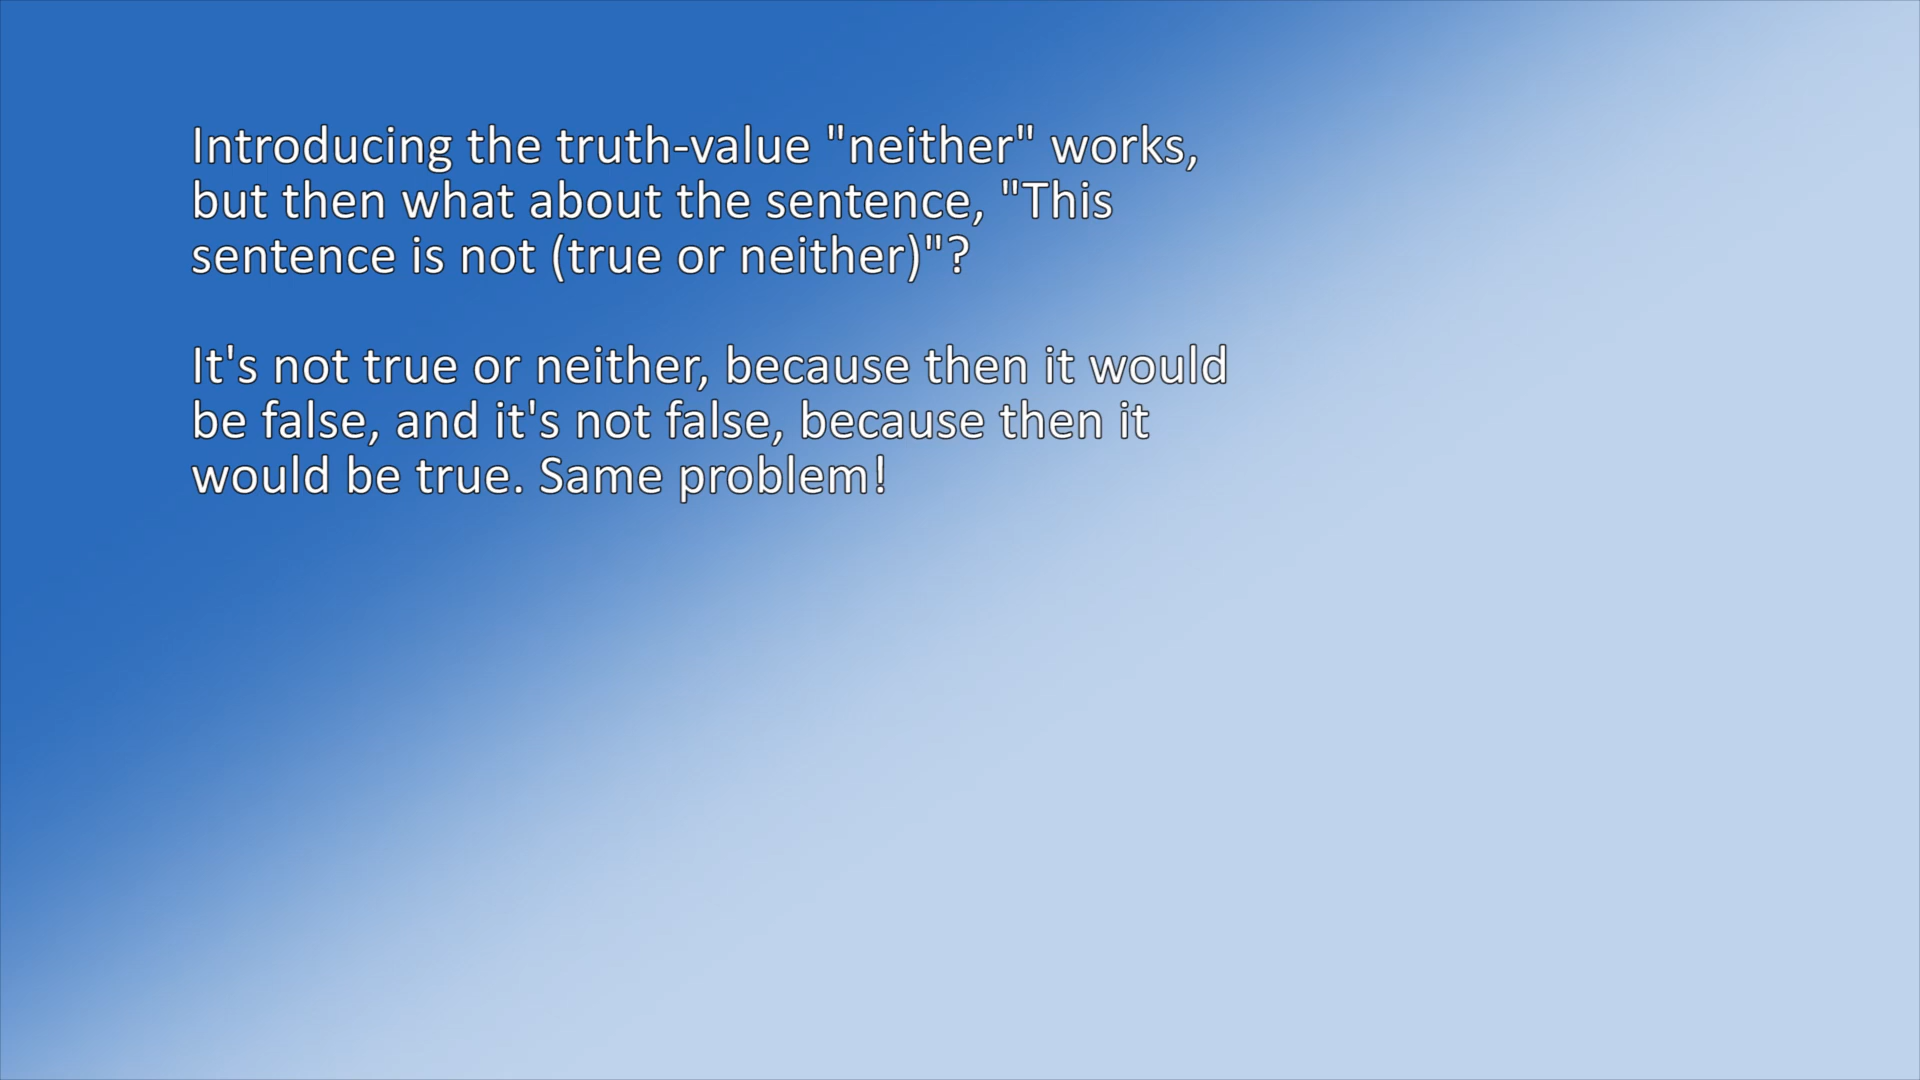 Introducing the truth-value "neither" works,
but then what about the sentence, "This
sentence is not (true or neither)"?
It's not true or neither, because then it would
be false, and it's not false, because then it
would be true. Same problem!